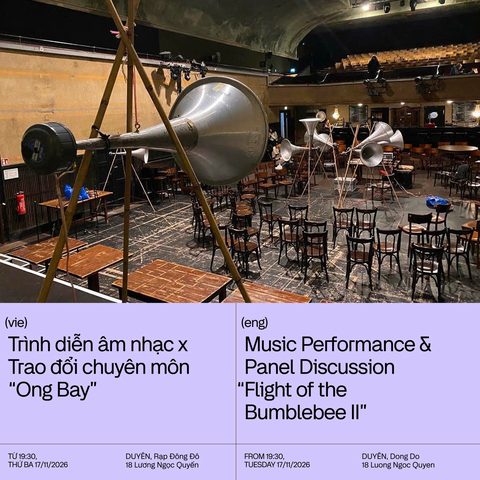 (vie)
Trình diễn âm nhạc x
Trao đổi chuyên môn
“Ong Bay”
(eng)
Music Performance &
Panel Discussion
“Flight of the
Bumblebee II”
TỪ 19:30,
THỨ BA 17/11/2026
DUYÊN, Rạp Đông Đô
18 Lương Ngọc Quyến
FROM 19:30,
TUESDAY 17/11/2026
DUYÊN, Dong Do
18 Luong Ngoc Quyen